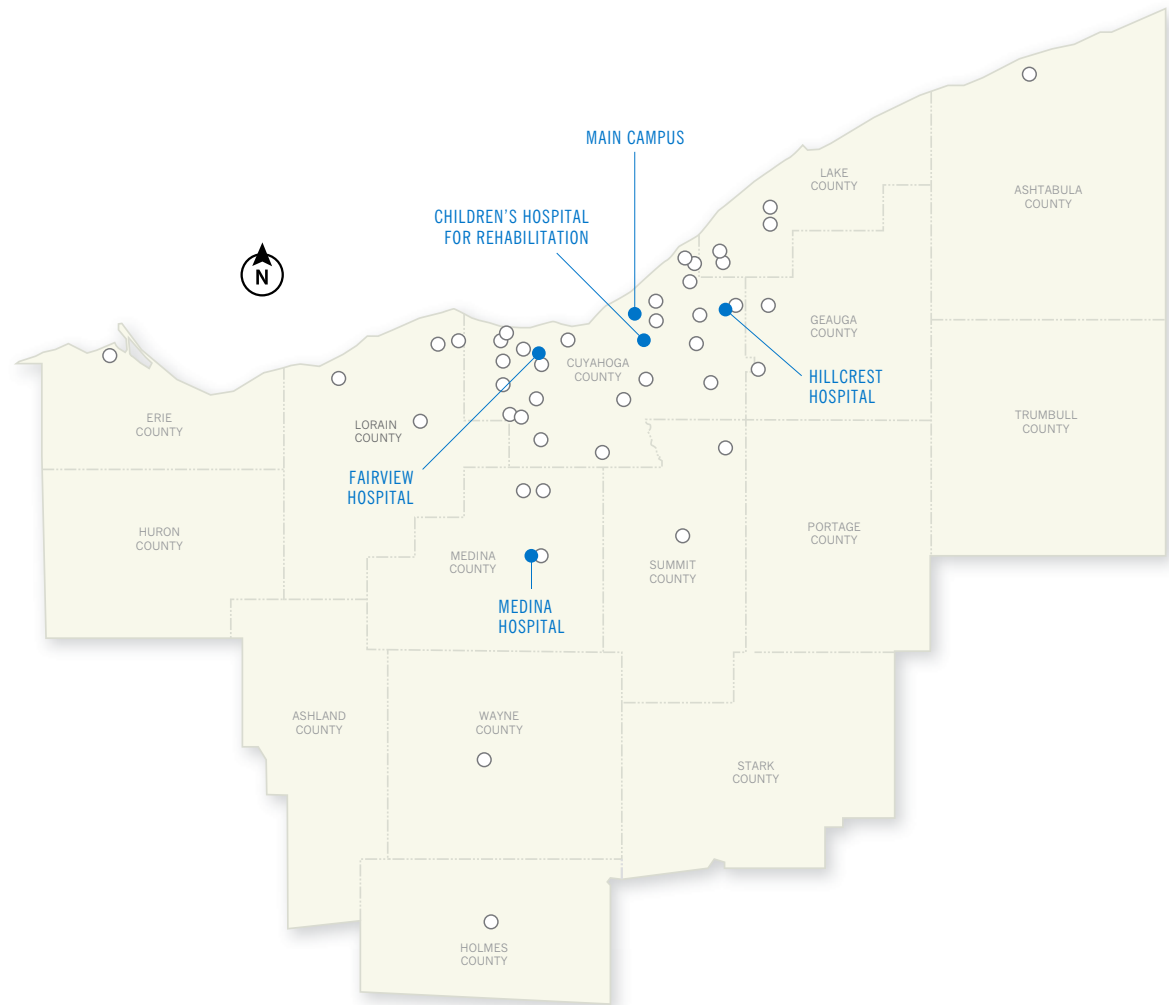 MAIN CAMPUS
LAKE
COUNTY
ASHTABULA
COUNTY
CHILDREN'S HOSPITAL
FOR REHABILITATION
N
GEAUGA
COUNTY
CUYAHOGA
COUNTY
HILLCREST
HOSPITAL
ERIE
COUNTY
LORAIN
COUNTY
TRUMBULL
COUNTY
FAIRVIEW
HOSPITAL
HURON
COUNTY
PORTAGE
COUNTY
MEDINA
COUNTY
SUMMIT
COUNTY
MEDINA
HOSPITAL
ASHLAND
COUNTY
WAYNE
COUNTY
STARK
COUNTY
HOLMES
COUNTY